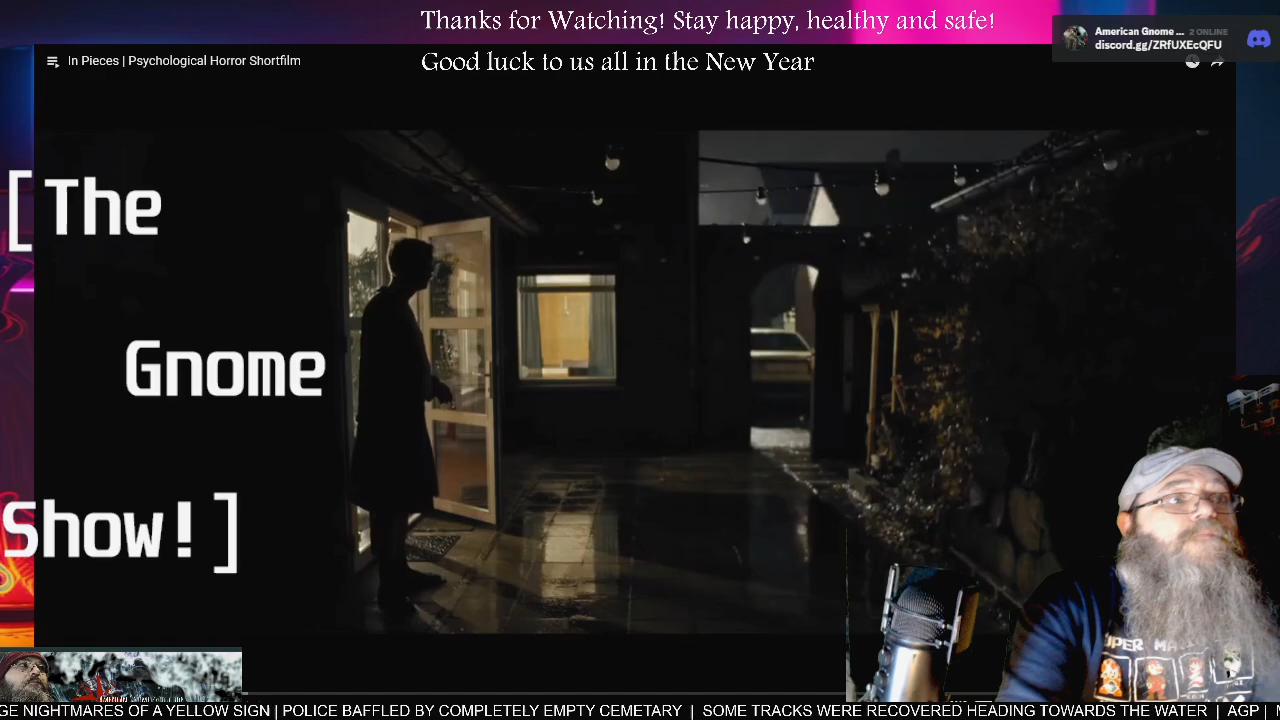 Thanks for Watching! Stay happy, healthy and safe!
American Gnome ... 2 ONLINE
discord.gg/ZRfUXEcQFU
In Pieces | Psychological Horror Shortfilm
Good luck to us all in the New Year
[The
Gnome
Show!]
GE NIGHTMARES OF A YELLOW SIGN | POLICE BAFFLED BY COMPLETELY EMPTY CEMETARY | SOME TRACKS WERE RECOVERED HEADING TOWARDS THE WATER | AGP |